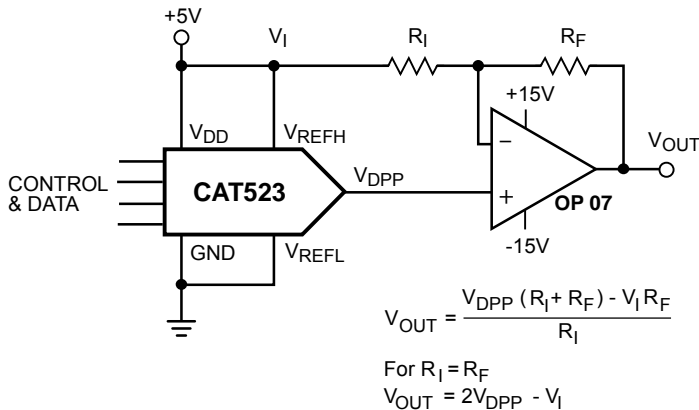 +5V
V_I
R_I
R_F
+15V
V_OUT
V_DD
V_REFH
−
V_DPP
CONTROL
& DATA
CAT523
+
OP 07
-15V
GND
V_REFL
V_OUT = V_DPP (R_I + R_F) - V_I R_F / R_I
For R_I = R_F
V_OUT = 2V_DPP - V_I